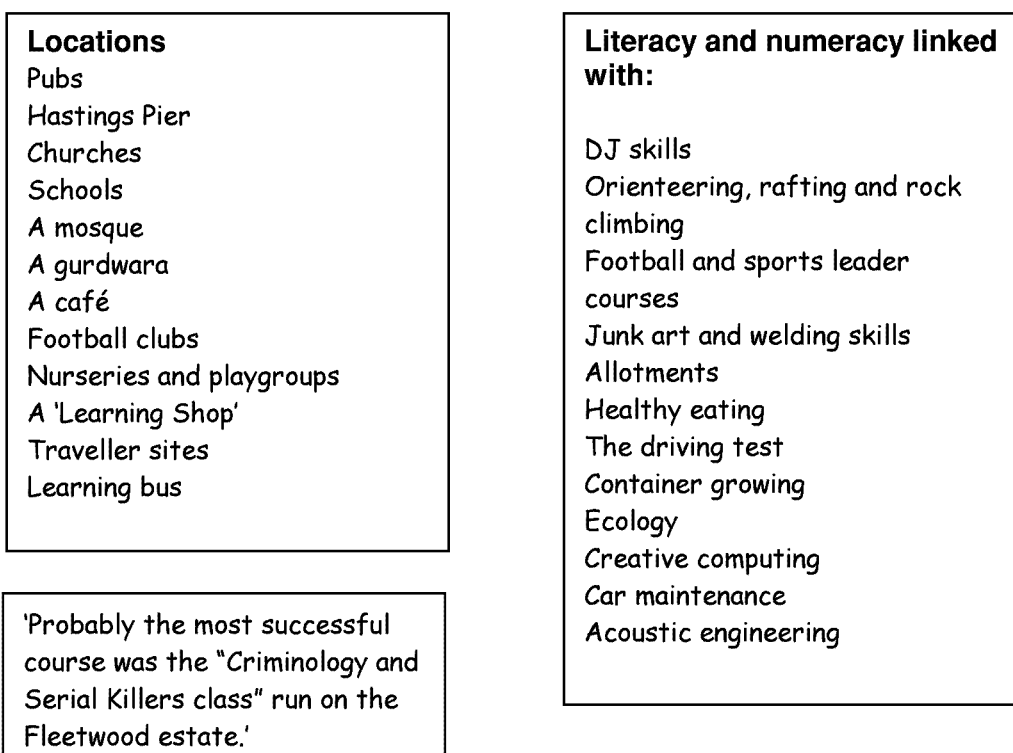 Locations
Pubs
Hastings Pier
Churches
Schools
A mosque
A gurdwara
A café
Football clubs
Nurseries and playgroups
A ‘Learning Shop’
Traveller sites
Learning bus
‘Probably the most successful
course was the “Criminology and
Serial Killers class” run on the
Fleetwood estate.’
Literacy and numeracy linked
with:
DJ skills
Orienteering, rafting and rock
climbing
Football and sports leader
courses
Junk art and welding skills
Allotments
Healthy eating
The driving test
Container growing
Ecology
Creative computing
Car maintenance
Acoustic engineering